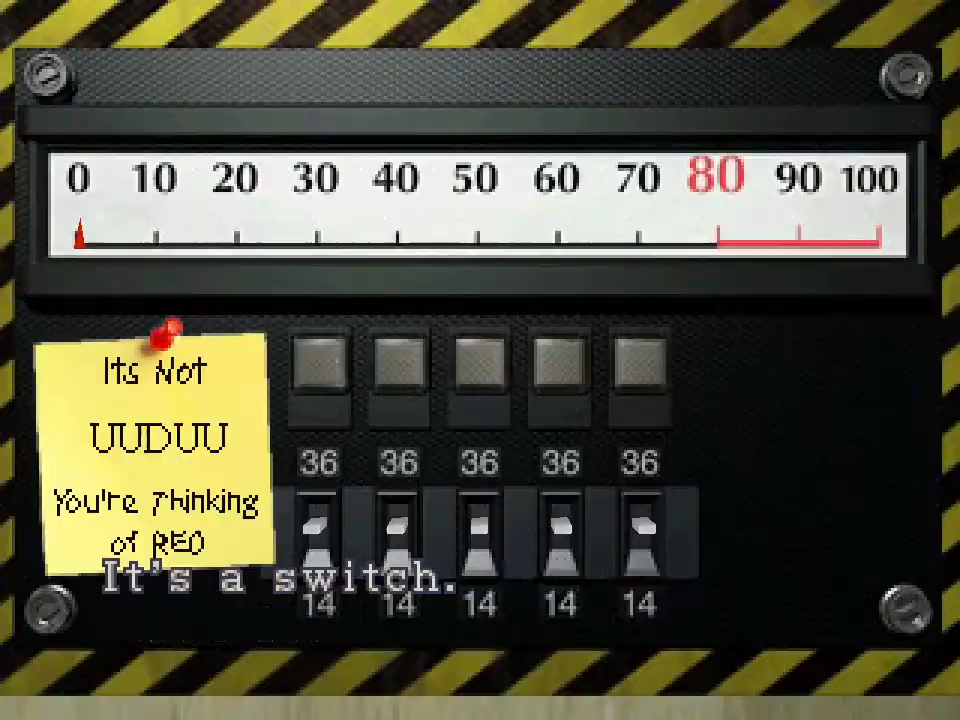 0 10 20 30 40 50 60 70 80 90 100
Its Not
UUDUU
You're Thinking
of RE0
36 36 36 36 36
It's a switch.
14 14 14 14 14